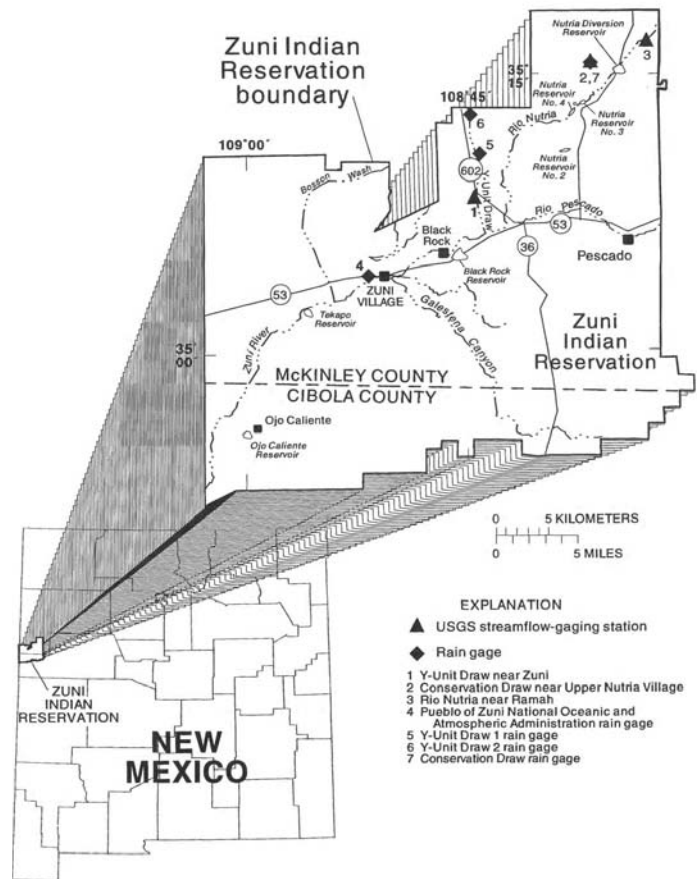 Zuni Indian
Reservation
boundary
Nutria Diversion
Reservoir
3
2,7
35°
15'
108°45'
6
Nutria
Reservoir
No. 4
Nutria
Reservoir
No. 3
Rio Nutria
109°00'
5
602
Nutria
Reservoir
No. 2
Bosson Wash
Y-Unit Draw
1
Rio Pescado
53
Black
Rock
36
Pescado
4
ZUNI
VILLAGE
Black Rock
Reservoir
53
Tekapo
Reservoir
Zuni River
Galestena Canyon
Zuni
Indian
Reservation
35°
00'
McKINLEY COUNTY
CIBOLA COUNTY
Ojo Caliente
Ojo Caliente
Reservoir
0 5 KILOMETERS
0 5 MILES
EXPLANATION
USGS streamflow-gaging station
Rain gage
1 Y-Unit Draw near Zuni
2 Conservation Draw near Upper Nutria Village
3 Rio Nutria near Ramah
4 Pueblo of Zuni National Oceanic and
Atmospheric Administration rain gage
5 Y-Unit Draw 1 rain gage
6 Y-Unit Draw 2 rain gage
7 Conservation Draw rain gage
ZUNI
INDIAN
RESERVATION
NEW
MEXICO